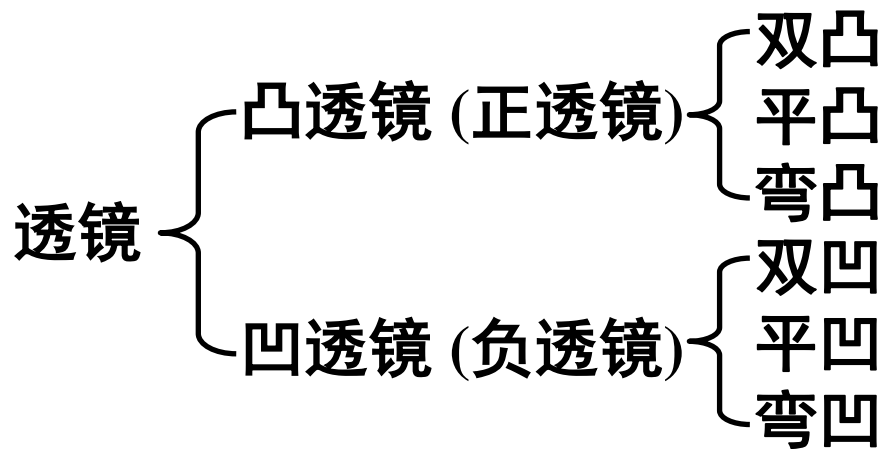 透镜
凸透镜 (正透镜)
双凸
平凸
弯凸
凹透镜 (负透镜)
双凹
平凹
弯凹